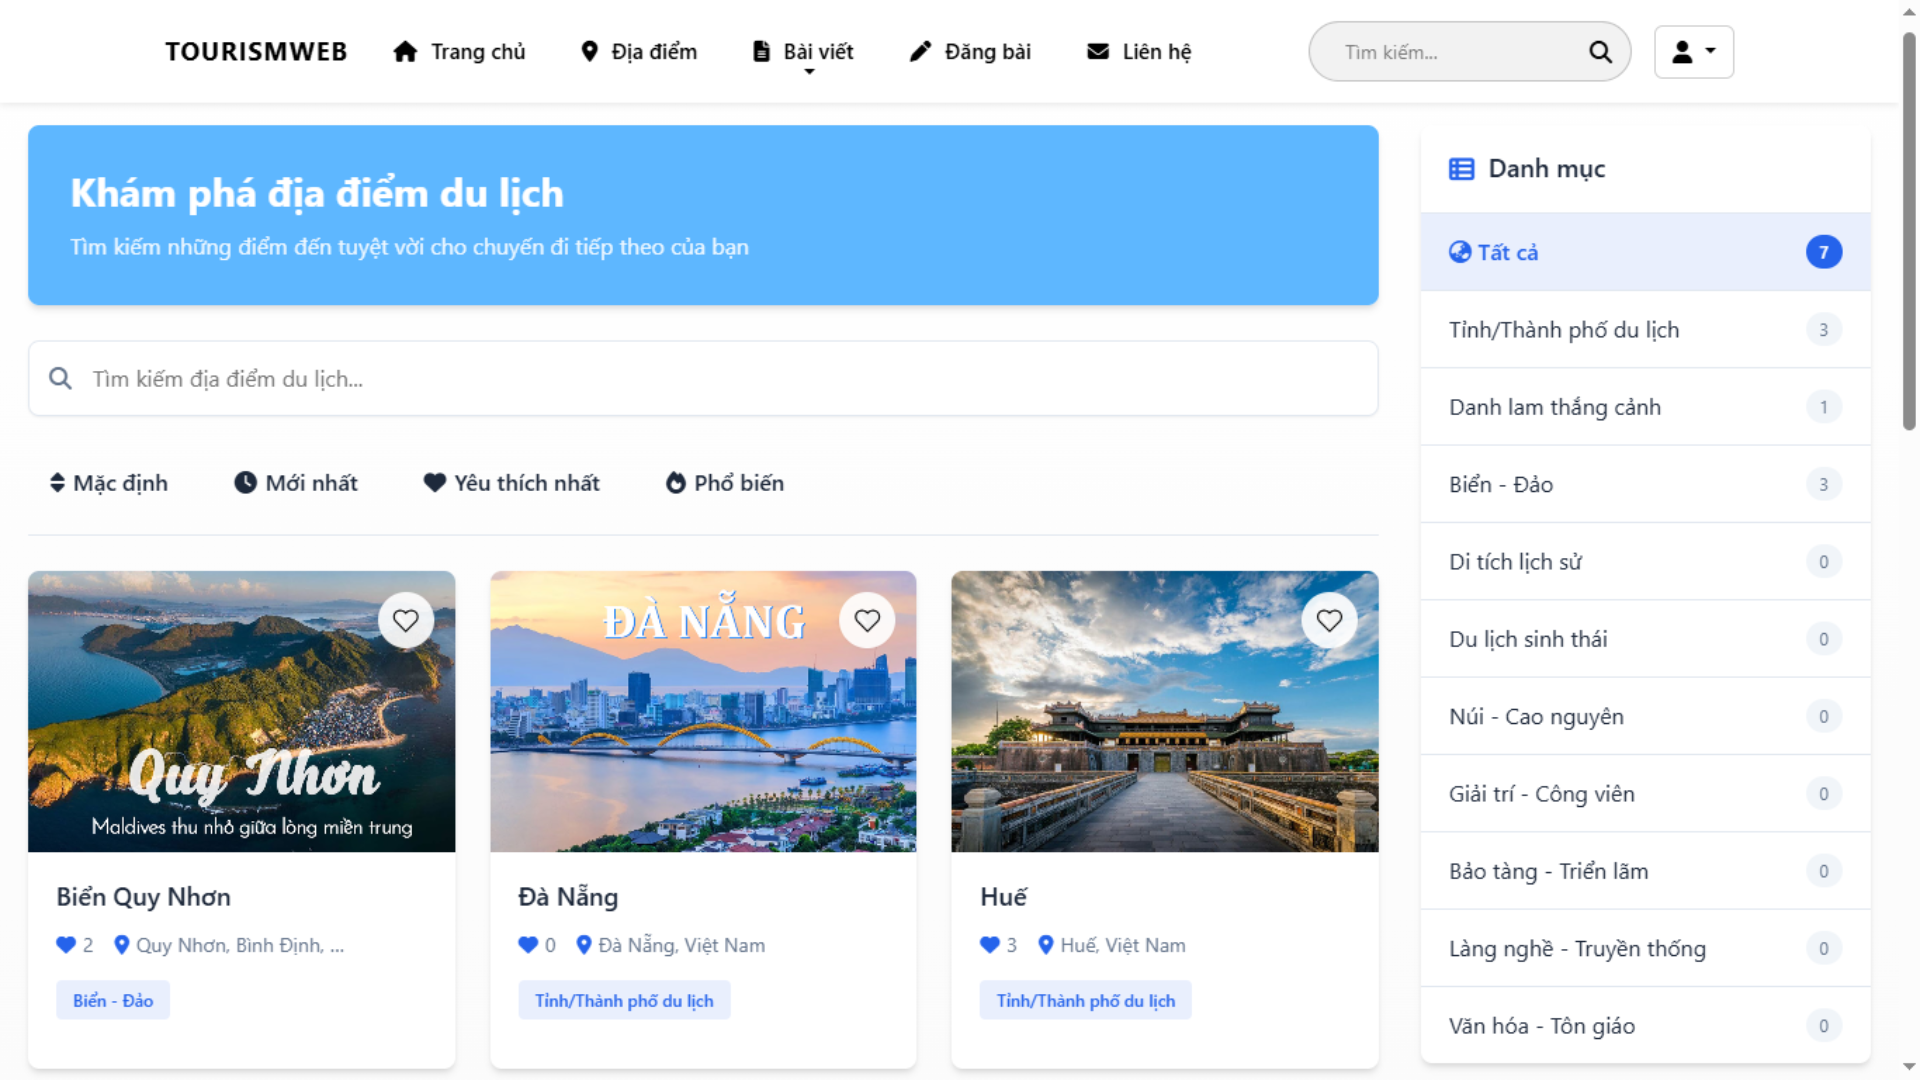 TOURISMWEB
Trang chủ
Địa điểm
Bài viết
Đăng bài
Liên hệ
Tìm kiếm...
Khám phá địa điểm du lịch
Tìm kiếm những điểm đến tuyệt vời cho chuyến đi tiếp theo của bạn
Tìm kiếm địa điểm du lịch...
Mặc định
Mới nhất
Yêu thích nhất
Phổ biến
Quy Nhơn
Maldives thu nhỏ giữa lòng miền trung
Biển Quy Nhơn
2 Quy Nhơn, Bình Định, ...
Biển - Đảo
ĐÀ NẴNG
Đà Nẵng
0 Đà Nẵng, Việt Nam
Tỉnh/Thành phố du lịch
Huế
3 Huế, Việt Nam
Tỉnh/Thành phố du lịch
Danh mục
Tất cả 7
Tỉnh/Thành phố du lịch 3
Danh lam thắng cảnh 1
Biển - Đảo 3
Di tích lịch sử 0
Du lịch sinh thái 0
Núi - Cao nguyên 0
Giải trí - Công viên 0
Bảo tàng - Triển lãm 0
Làng nghề - Truyền thống 0
Văn hóa - Tôn giáo 0